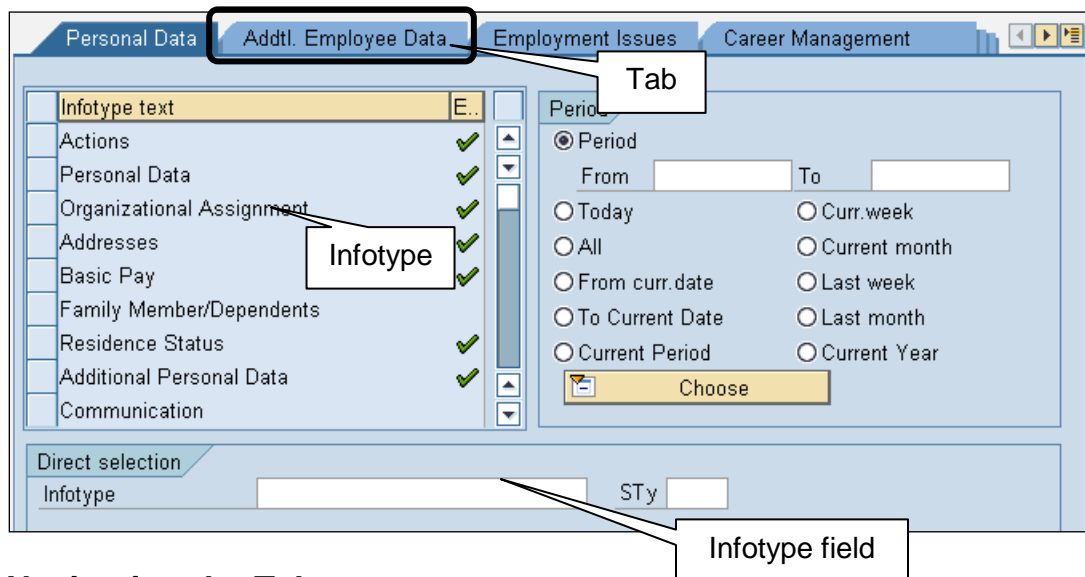 Personal Data Addtl. Employee Data Employment Issues Career Management
Tab
Infotype text E..
Actions
Personal Data
Organizational Assignment
Addresses
Basic Pay
Family Member/Dependents
Residence Status
Additional Personal Data
Communication
Infotype
Period
Period
From To
Today Curr.week
All Current month
From curr.date Last week
To Current Date Last month
Current Period Current Year
Choose
Direct selection
Infotype STy
Infotype field